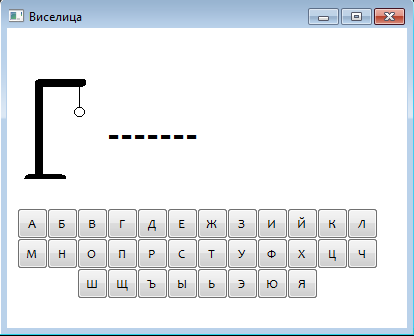 Виселица
-------
А Б В Г Д Е Ж З И Й К Л
М Н О П Р С Т У Ф Х Ц Ч
Ш Щ Ъ Ы Ь Э Ю Я